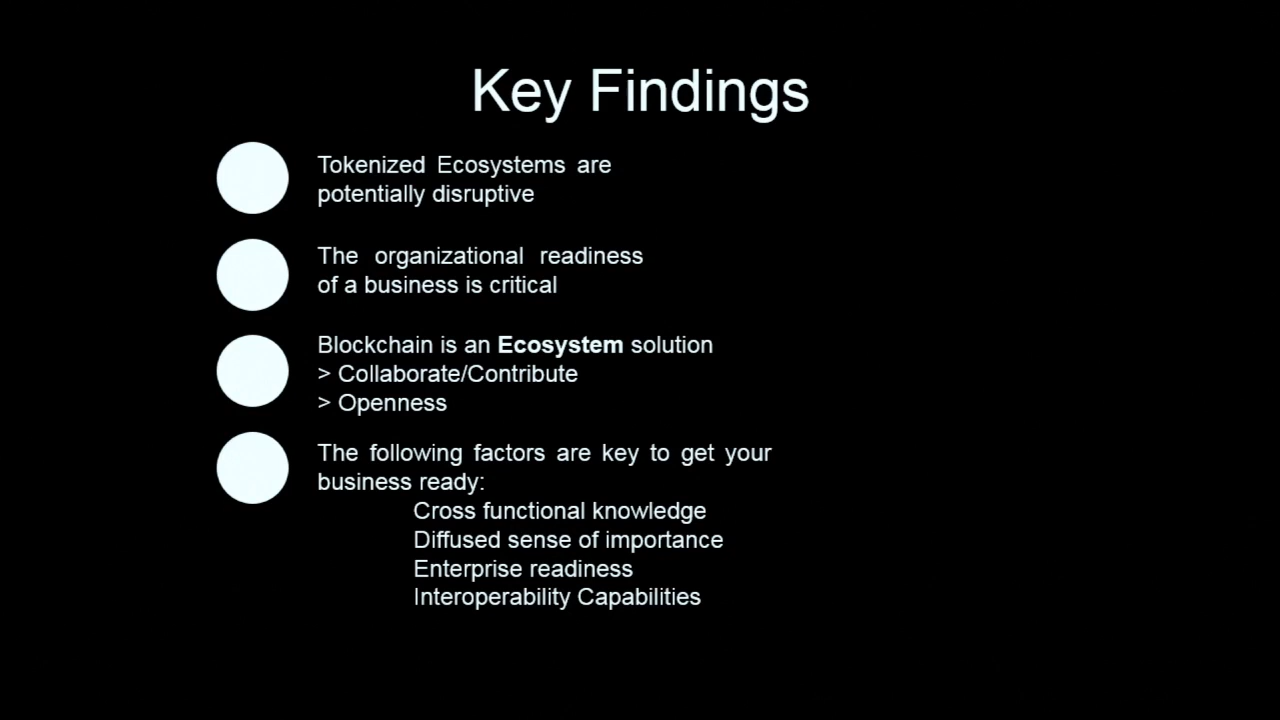 Key Findings
Tokenized Ecosystems are
potentially disruptive
The organizational readiness
of a business is critical
Blockchain is an Ecosystem solution
> Collaborate/Contribute
> Openness
The following factors are key to get your
business ready:
Cross functional knowledge
Diffused sense of importance
Enterprise readiness
Interoperability Capabilities